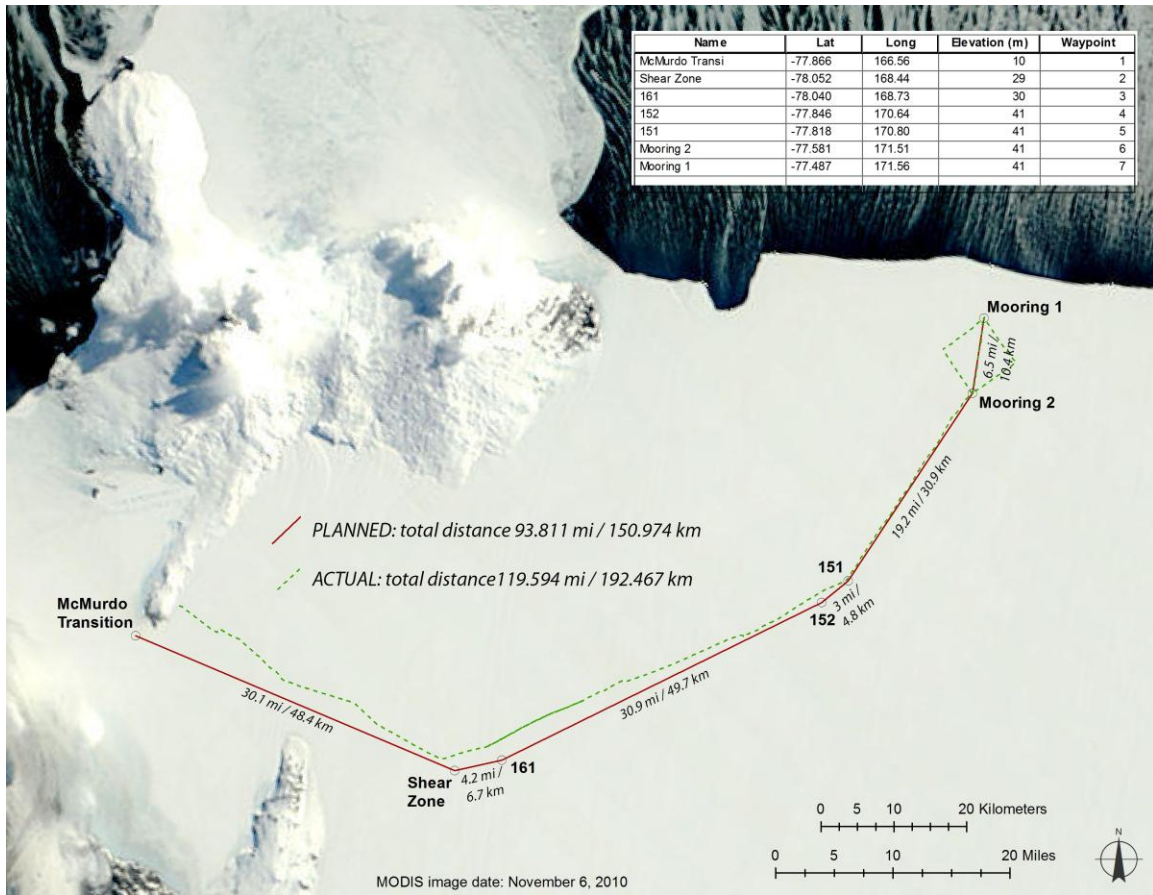 Name Lat Long Elevation (m) Waypoint
McMurdo Transi -77.866 166.56 10 1
Shear Zone -78.052 168.44 29 2
161 -78.040 168.73 30 3
152 -77.846 170.64 41 4
151 -77.818 170.80 41 5
Mooring 2 -77.581 171.51 41 6
Mooring 1 -77.487 171.56 41 7
Mooring 1
6.5 mi /
10.4 km
Mooring 2
19.2 mi / 30.9 km
PLANNED: total distance 93.811 mi / 150.974 km
ACTUAL: total distance119.594 mi / 192.467 km
151
152
3 mi /
4.8 km
McMurdo
Transition
30.1 mi / 48.4 km
30.9 mi / 49.7 km
Shear
Zone
4.2 mi /
6.7 km
161
0 5 10 20 Kilometers
0 5 10 20 Miles
N
MODIS image date: November 6, 2010